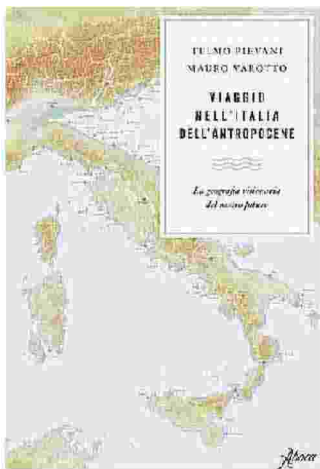 TELMO PIEVANI
MAURO VAROTTO
VIAGGIO
NELL'ITALIA
DELL'ANTROPOCENE
La geografia visionaria
del nostro futuro
Aboca